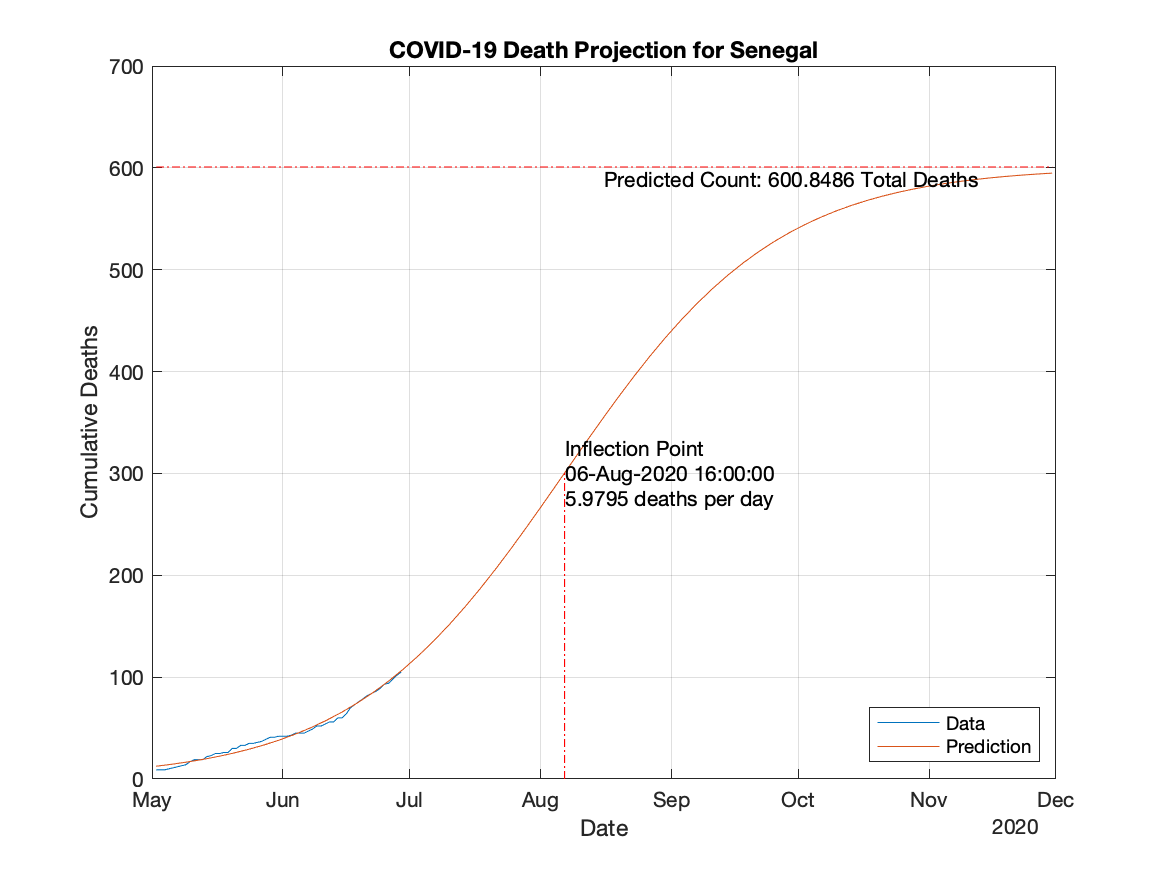 COVID-19 Death Projection for Senegal
700
600
500
400
300
200
100
0
Cumulative Deaths
Predicted Count: 600.8486 Total Deaths
Inflection Point
06-Aug-2020 16:00:00
5.9795 deaths per day
Data
Prediction
May Jun Jul Aug Sep Oct Nov Dec
Date
2020